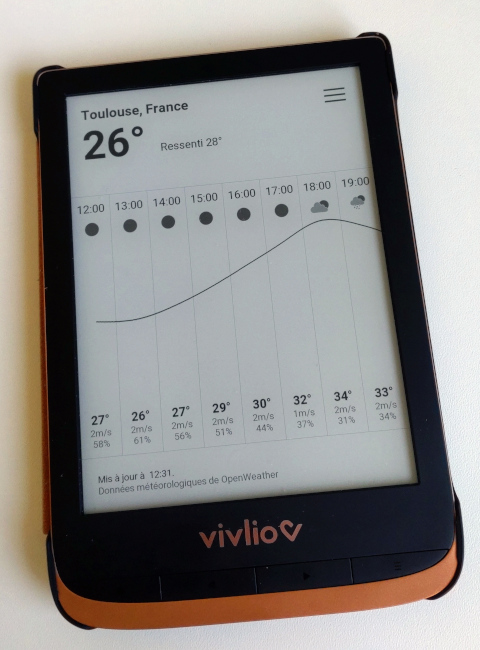 Toulouse, France
26° Ressenti 28°
12:00 13:00 14:00 15:00 16:00 17:00 18:00 19:00
27° 26° 27° 29° 30° 32° 34° 33°
2m/s 2m/s 2m/s 2m/s 2m/s 1m/s 2m/s 2m/s
58% 61% 56% 51% 44% 37% 31% 34%
Mis à jour à 12:31.
Données météorologiques de OpenWeather
vivlio